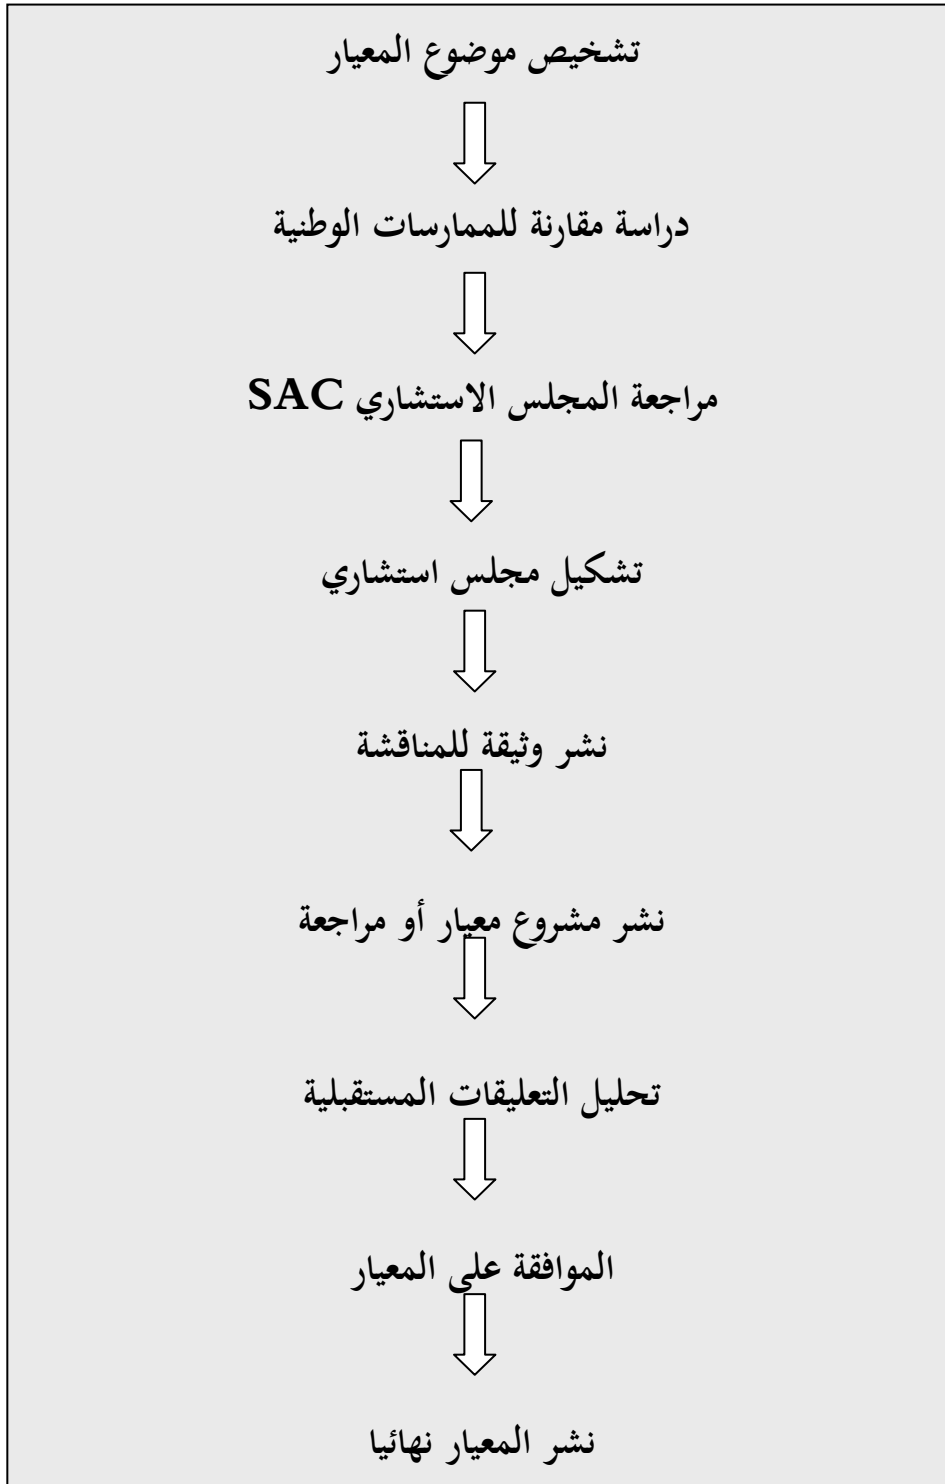 تشخيص موضوع المعيار
دراسة مقارنة للممارسات الوطنية
مراجعة المجلس الاستشاري SAC
تشكيل مجلس استشاري
نشر وثيقة للمناقشة
نشر مشروع معيار أو مراجعة
تحليل التعليقات المستقبلية
الموافقة على المعيار
نشر المعيار نهائيا